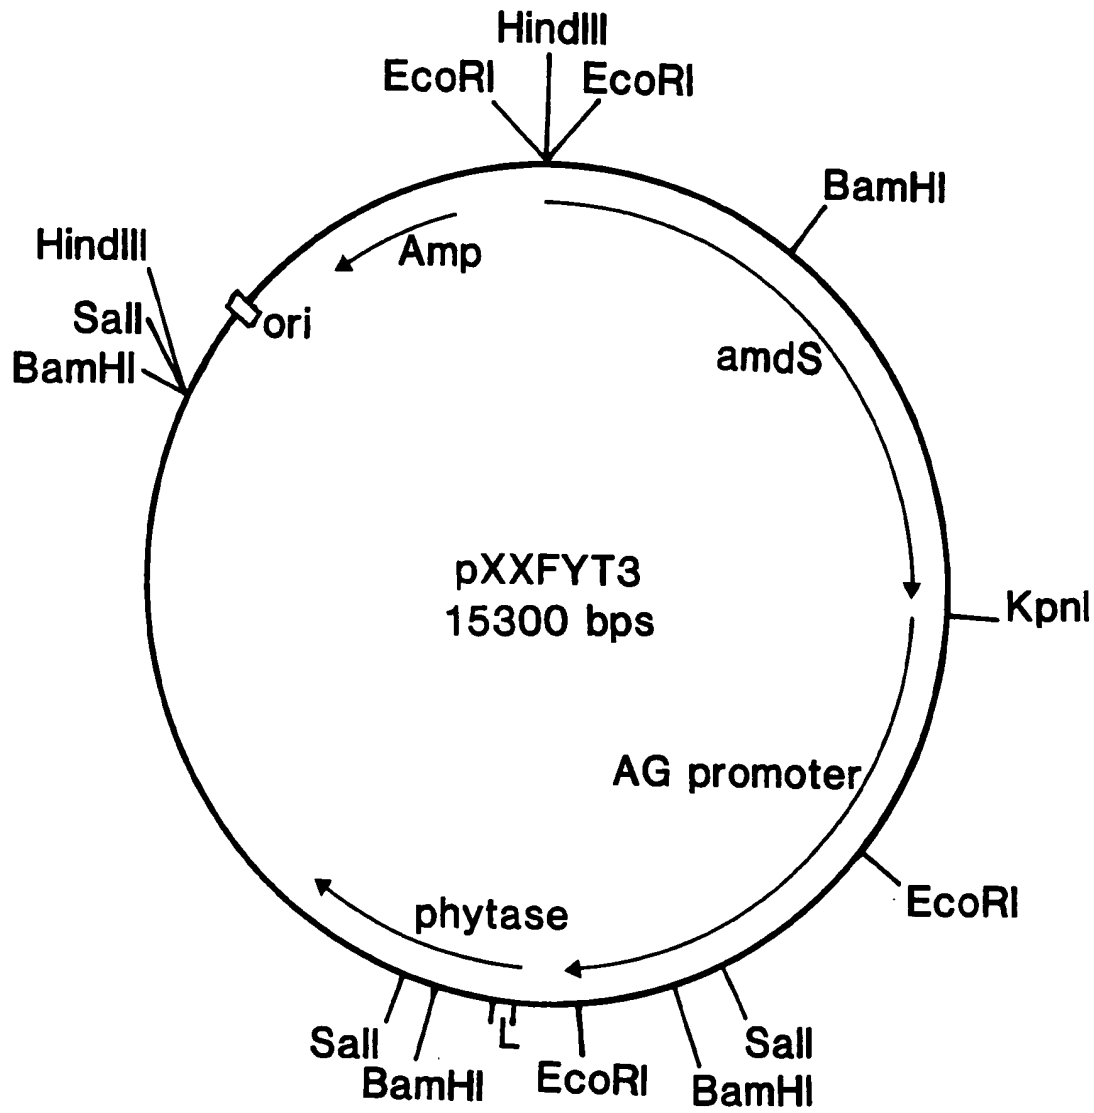 HindIII
EcoRI
EcoRI
BamHI
HindIII
Amp
SalI
ori
BamHI
amdS
pXXFYT3
15300 bps
KpnI
AG promoter
EcoRI
phytase
SalI
L
SalI
BamHI
EcoRI
BamHI